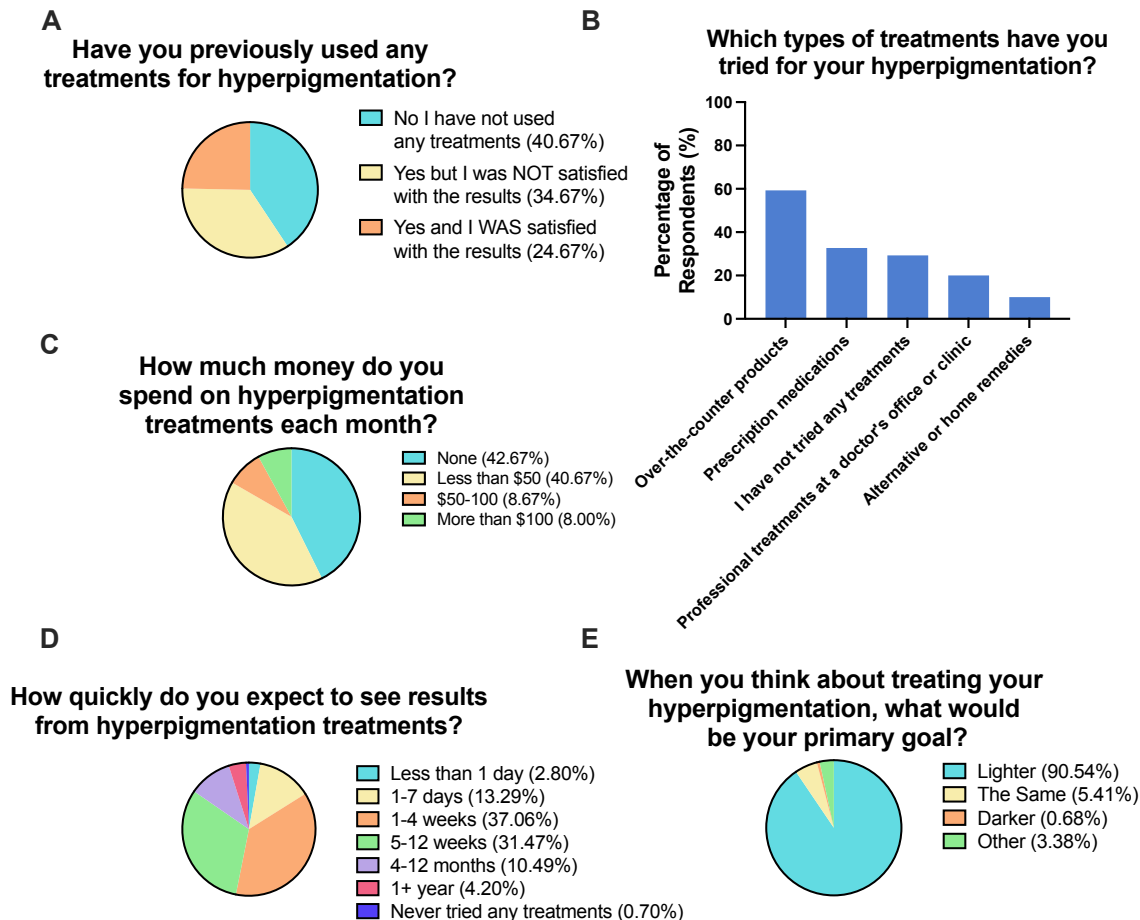 A
Have you previously used any
treatments for hyperpigmentation?
No I have not used
any treatments (40.67%)
Yes but I was NOT satisfied
with the results (34.67%)
Yes and I WAS satisfied
with the results (24.67%)
B
Which types of treatments have you
tried for your hyperpigmentation?
Percentage of
Respondents (%)
100
80
60
40
20
0
Over-the-counter products
Prescription medications
I have not tried any treatments
Professional treatments at a doctor's office or clinic
Alternative or home remedies
C
How much money do you
spend on hyperpigmentation
treatments each month?
None (42.67%)
Less than $50 (40.67%)
$50-100 (8.67%)
More than $100 (8.00%)
D
How quickly do you expect to see results
from hyperpigmentation treatments?
Less than 1 day (2.80%)
1-7 days (13.29%)
1-4 weeks (37.06%)
5-12 weeks (31.47%)
4-12 months (10.49%)
1+ year (4.20%)
Never tried any treatments (0.70%)
E
When you think about treating your
hyperpigmentation, what would
be your primary goal?
Lighter (90.54%)
The Same (5.41%)
Darker (0.68%)
Other (3.38%)